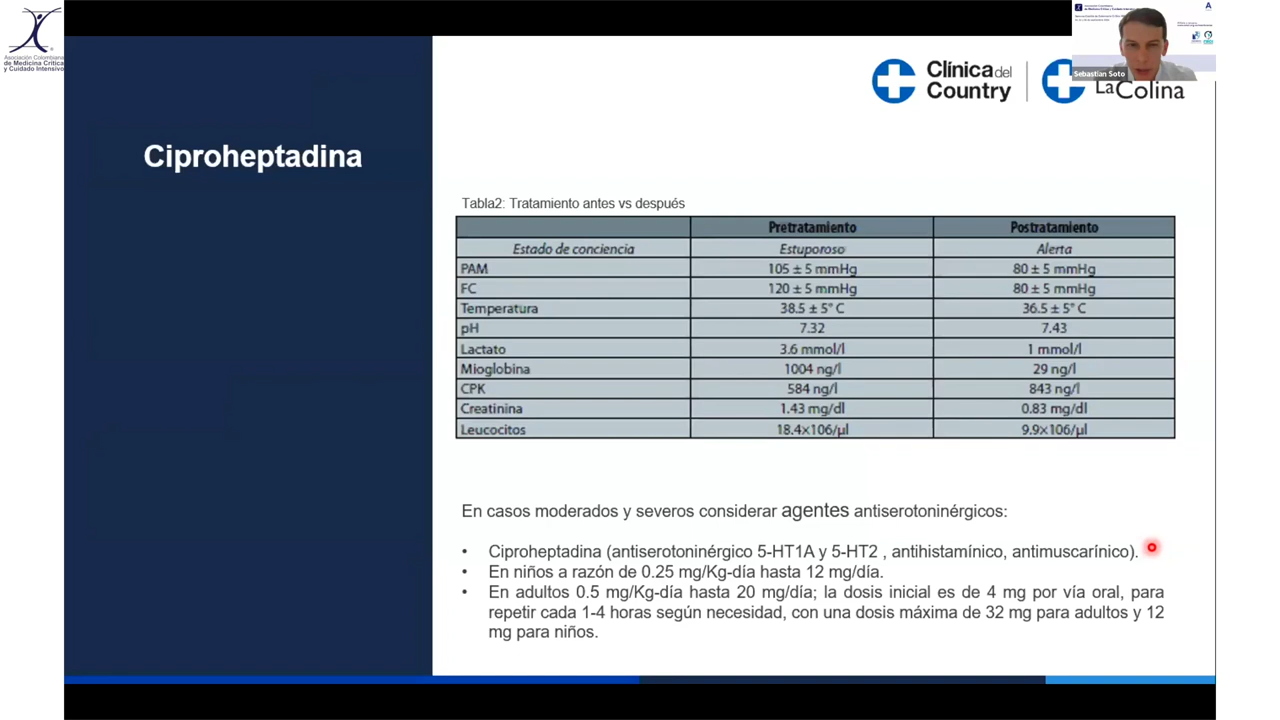 Asociación Colombiana
de Medicina Crítica
y Cuidado Intensivo
Sebastian Soto
Clínica del
Country
La Colina
Ciproheptadina
Tabla2: Tratamiento antes vs después
Pretratamiento Postratamiento
Estado de conciencia Estuporoso Alerta
PAM 105 ± 5 mmHg 80 ± 5 mmHg
FC 120 ± 5 mmHg 80 ± 5 mmHg
Temperatura 38.5 ± 5° C 36.5 ± 5° C
pH 7.32 7.43
Lactato 3.6 mmol/l 1 mmol/l
Mioglobina 1004 ng/l 29 ng/l
CPK 584 ng/l 843 ng/l
Creatinina 1.43 mg/dl 0.83 mg/dl
Leucocitos 18.4×106/µl 9.9×106/µl
En casos moderados y severos considerar agentes antiserotoninérgicos:
• Ciproheptadina (antiserotoninérgico 5-HT1A y 5-HT2 , antihistamínico, antimuscarínico).
• En niños a razón de 0.25 mg/Kg-día hasta 12 mg/día.
• En adultos 0.5 mg/Kg-día hasta 20 mg/día; la dosis inicial es de 4 mg por vía oral, para
repetir cada 1-4 horas según necesidad, con una dosis máxima de 32 mg para adultos y 12
mg para niños.